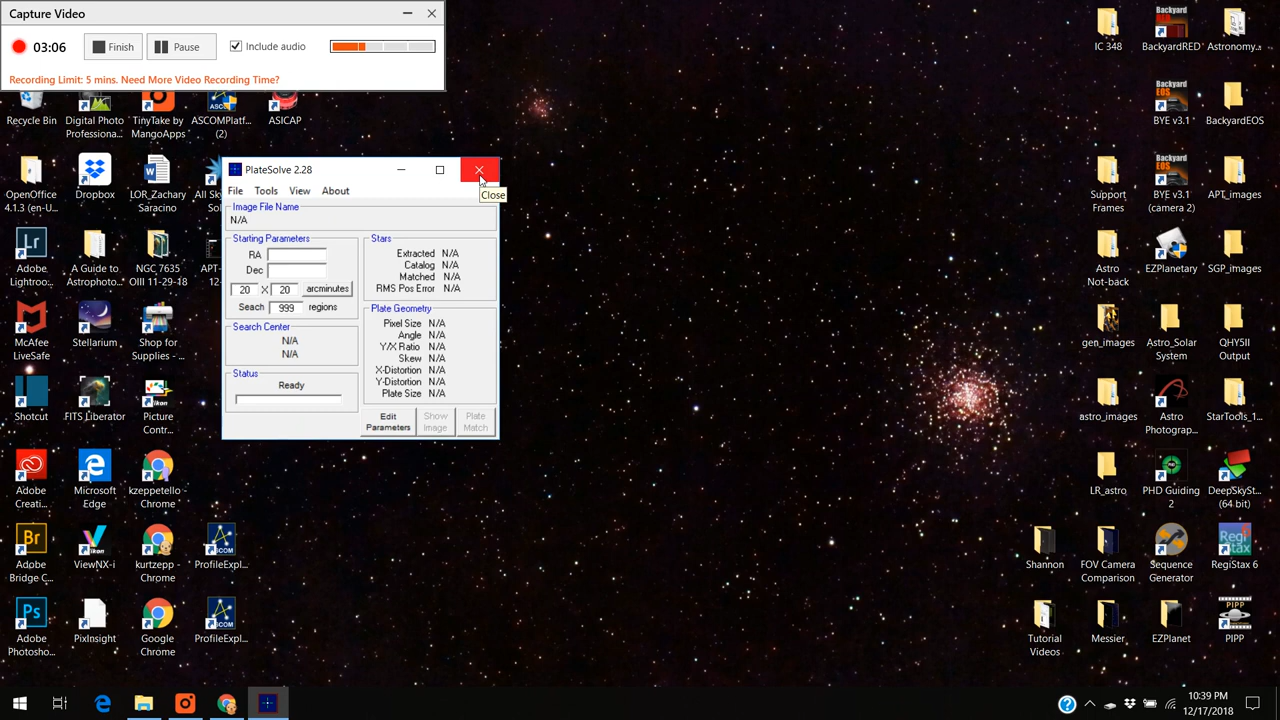 Capture Video
03:06
Finish
Pause
Include audio
Recording Limit: 5 mins. Need More Video Recording Time?
Recycle Bin
Digital Photo
Professiona...
TinyTake by
MangoApps
ASCOMPlatf...
(2)
ASICAP
OpenOffice
4.1.3 (en-U...
Dropbox
LOR_Zachary
Saracino
All Sky
Adobe
Lightroo...
A Guide to
Astrophoto...
NGC 7635
OIII 11-29-18
McAfee
LiveSafe
Stellarium
Shop for
Supplies - ...
Shotcut
FITS Liberator
Picture
Contr...
Adobe
Creati...
Microsoft
Edge
kzeppetello -
Chrome
Adobe
Bridge C...
ViewNX-i
kurtzepp -
Chrome
ProfileExpl...
Adobe
Photosho...
PixInsight
Google
Chrome
ProfileExpl...
PlateSolve 2.28
Close
File
Tools
View
About
Image File Name
N/A
Starting Parameters
RA
Dec
20 X 20 arcminutes
Seach 999 regions
Search Center
N/A
N/A
Status
Ready
Stars
Extracted N/A
Catalog N/A
Matched N/A
RMS Pos Error N/A
Plate Geometry
Pixel Size N/A
Angle N/A
Y/X Ratio N/A
Skew N/A
X-Distortion N/A
Y-Distortion N/A
Plate Size N/A
Edit
Parameters
Show
Image
Plate
Match
IC 348
BackyardRED
Astronomy...
BYE v3.1
BackyardEOS
Support
Frames
BYE v3.1
(camera 2)
APT_images
Astro
Not-back
EZPlanetary
SGP_images
gen_images
Astro_Solar
System
QHY5II
Output
astro_images
Astro
Photograp...
StarTools_1...
LR_astro
PHD Guiding
2
DeepSkySt...
(64 bit)
Shannon
FOV Camera
Comparison
Sequence
Generator
RegiStax 6
Tutorial
Videos
Messier
EZPlanet
PIPP
10:39 PM
12/17/2018